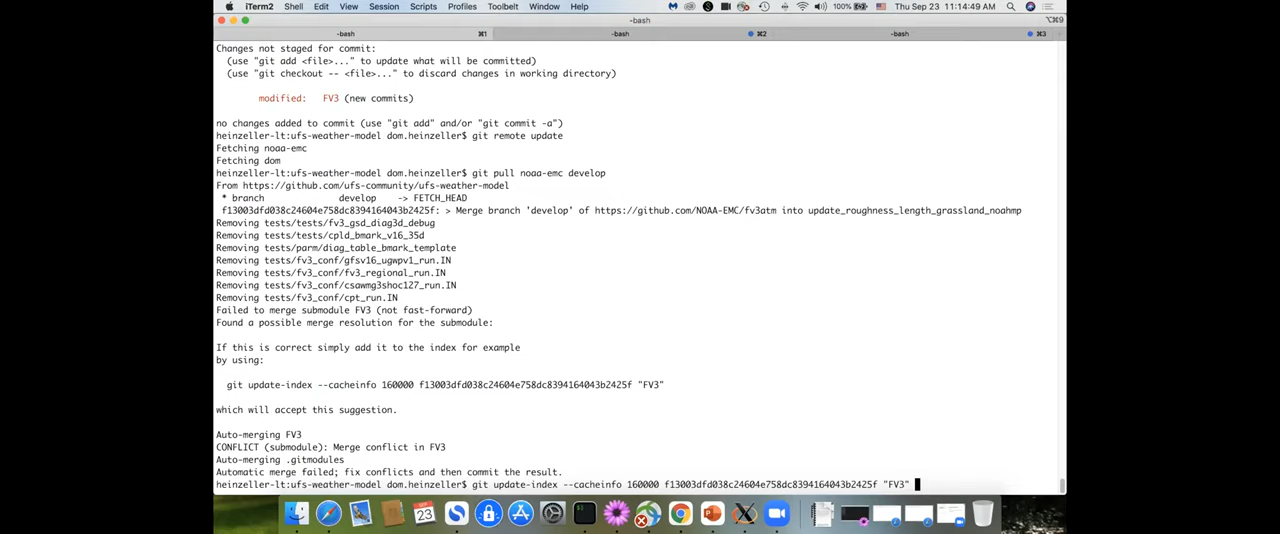 iTerm2 Shell Edit View Session Scripts Profiles Toolbelt Window Help 100% Thu Sep 23 11:14:49 AM
-bash ⌥⌘9
-bash ⌘1 -bash ⌘2 -bash ⌘3
Changes not staged for commit:
(use "git add <file>..." to update what will be committed)
(use "git checkout -- <file>..." to discard changes in working directory)
modified: FV3 (new commits)
no changes added to commit (use "git add" and/or "git commit -a")
heinzeller-lt:ufs-weather-model dom.heinzeller$ git remote update
Fetching noaa-emc
Fetching dom
heinzeller-lt:ufs-weather-model dom.heinzeller$ git pull noaa-emc develop
From https://github.com/ufs-community/ufs-weather-model
* branch develop -> FETCH_HEAD
f13003dfd038c24604e758dc8394164043b2425f: > Merge branch 'develop' of https://github.com/NOAA-EMC/fv3atm into update_roughness_length_grassland_noahmp
Removing tests/tests/fv3_gsd_diag3d_debug
Removing tests/tests/cpld_bmark_v16_35d
Removing tests/parm/diag_table_bmark_template
Removing tests/fv3_conf/gfsv16_ugwpv1_run.IN
Removing tests/fv3_conf/fv3_regional_run.IN
Removing tests/fv3_conf/csawmg3shoc127_run.IN
Removing tests/fv3_conf/cpt_run.IN
Failed to merge submodule FV3 (not fast-forward)
Found a possible merge resolution for the submodule:
If this is correct simply add it to the index for example
by using:
git update-index --cacheinfo 160000 f13003dfd038c24604e758dc8394164043b2425f "FV3"
which will accept this suggestion.
Auto-merging FV3
CONFLICT (submodule): Merge conflict in FV3
Auto-merging .gitmodules
Automatic merge failed; fix conflicts and then commit the result.
heinzeller-lt:ufs-weather-model dom.heinzeller$ git update-index --cacheinfo 160000 f13003dfd038c24604e758dc8394164043b2425f "FV3"
23